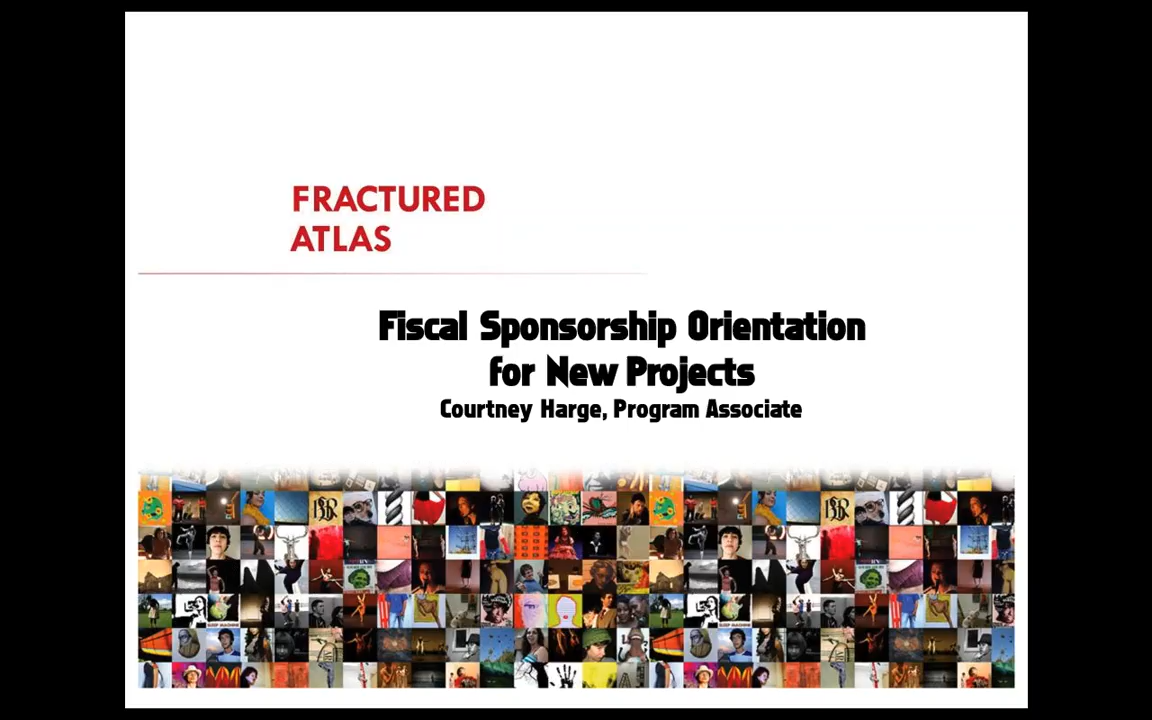 FRACTURED
ATLAS
Fiscal Sponsorship Orientation
for New Projects
Courtney Harge, Program Associate